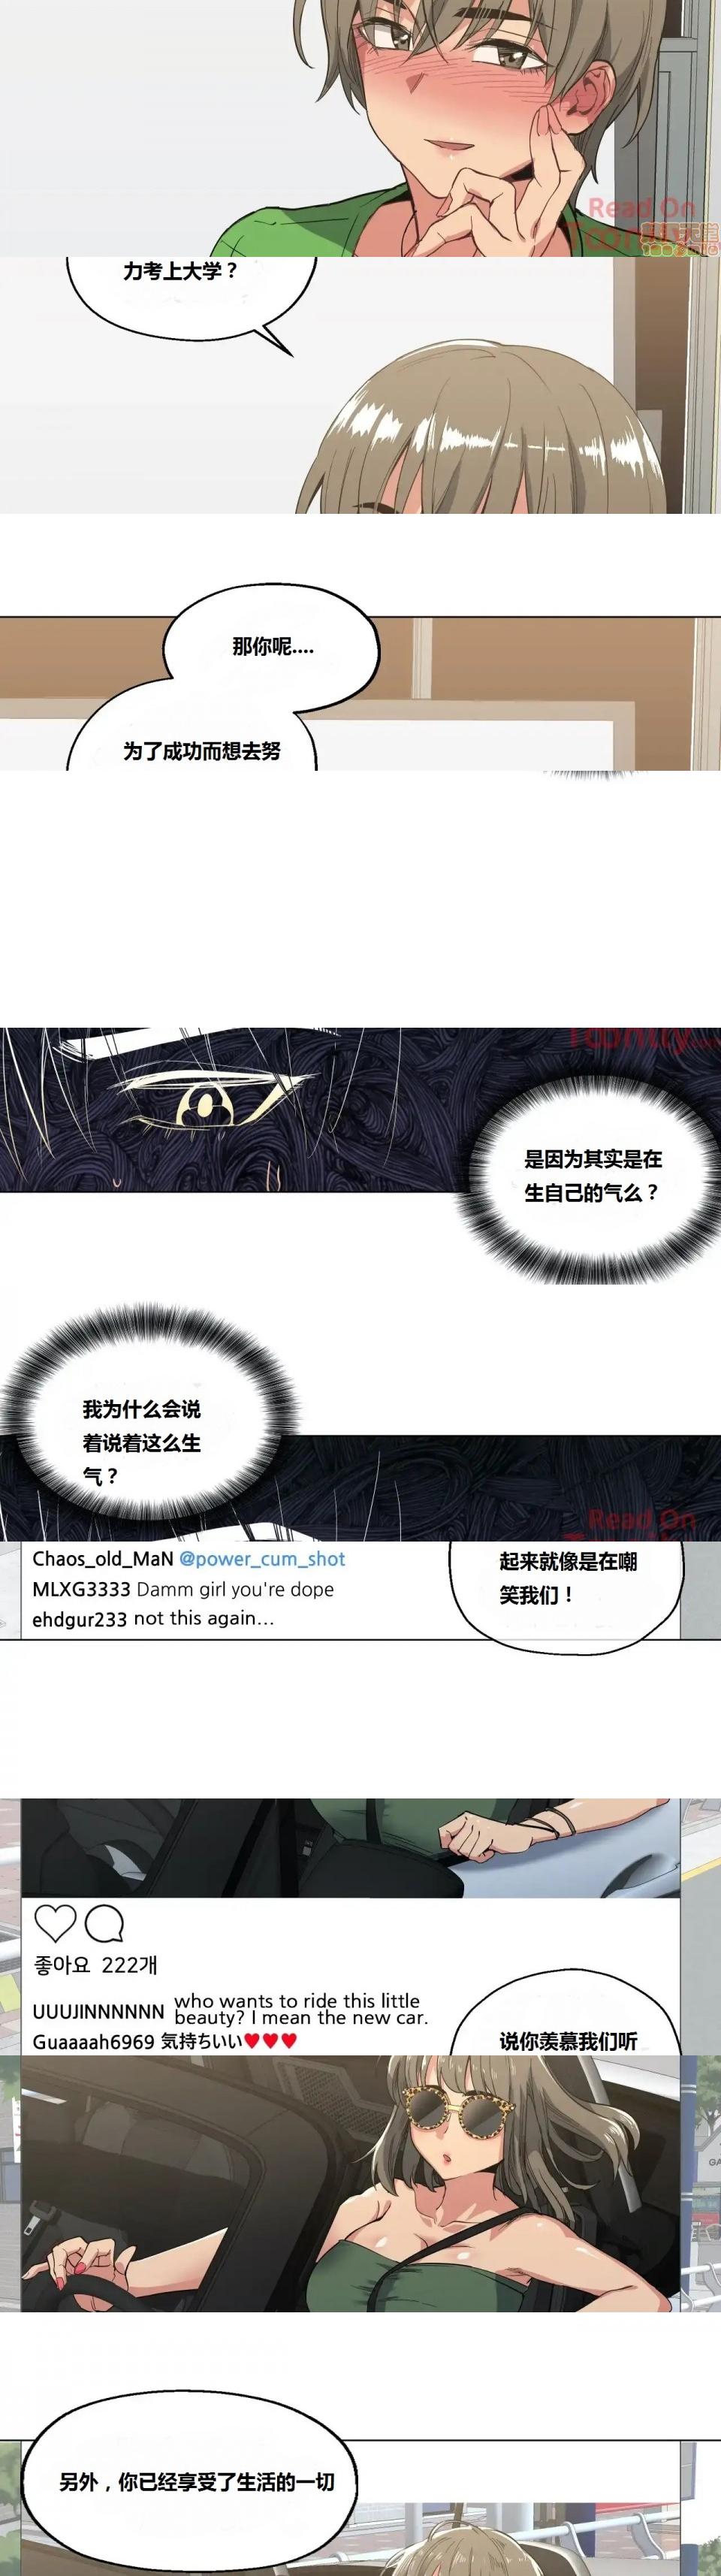 Read On
Toonily
力考上大学？
那你呢....
为了成功而想去努
Toonily.com
是因为其实是在
生自己的气么？
我为什么会说
着说着这么生
气？
Read On
Chaos_old_MaN @power_cum_shot
MLXG3333 Damm girl you're dope
ehdgur233 not this again...
起来就像是在嘲
笑我们！
좋아요 222개
UUUJINNNNNN who wants to ride this little
beauty? I mean the new car.
Guaaaah6969 気持ちいい♥♥♥
说你羡慕我们听
GA
另外，你已经享受了生活的一切